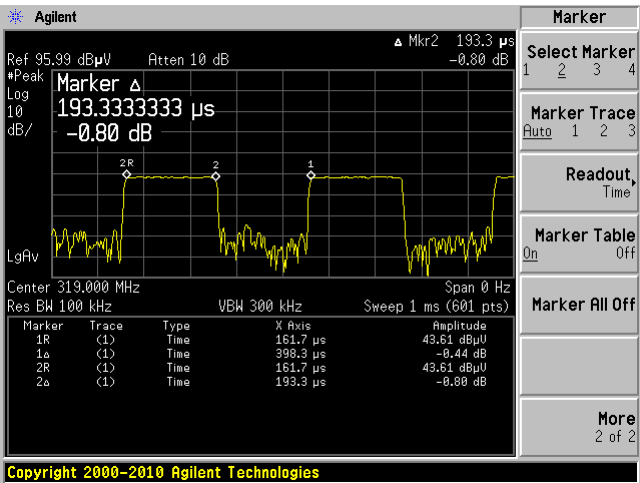 Agilent
Marker
Δ Mkr2 193.3 µs
Ref 95.99 dBµV Atten 10 dB -0.80 dB
#Peak
Log
10
dB/
Marker Δ
193.3333333 µs
-0.80 dB
2R
2
1
LgAv
Center 319.000 MHz Span 0 Hz
Res BW 100 kHz VBW 300 kHz Sweep 1 ms (601 pts)
Marker Trace Type X Axis Amplitude
1R (1) Time 161.7 µs 43.61 dBµV
1Δ (1) Time 398.3 µs -0.44 dB
2R (1) Time 161.7 µs 43.61 dBµV
2Δ (1) Time 193.3 µs -0.80 dB
Select Marker
1 2 3 4
Marker Trace
Auto 1 2 3
Readout
Time
Marker Table
On Off
Marker All Off
More
2 of 2
Copyright 2000-2010 Agilent Technologies